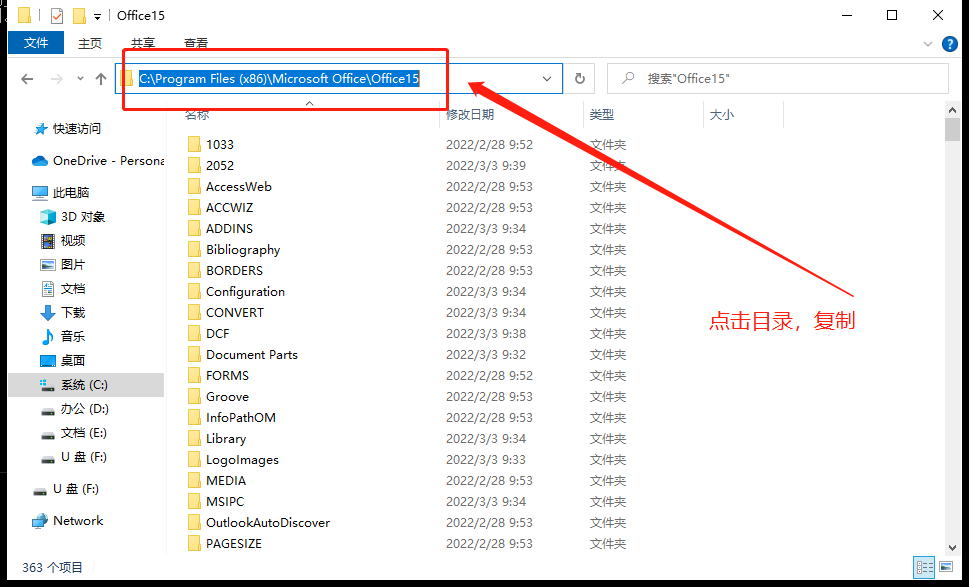 Office15
文件 主页 共享 查看
C:\Program Files (x86)\Microsoft Office\Office15 搜索"Office15"
名称 修改日期 类型 大小
快速访问
OneDrive - Persona
此电脑
3D 对象
视频
图片
文档
下载
音乐
桌面
系统 (C:)
办公 (D:)
文档 (E:)
U 盘 (F:)
U 盘 (F:)
Network
1033 2022/2/28 9:52 文件夹
2052 2022/3/3 9:39 文件夹
AccessWeb 2022/2/28 9:53 文件夹
ACCWIZ 2022/2/28 9:53 文件夹
ADDINS 2022/3/3 9:34 文件夹
Bibliography 2022/2/28 9:53 文件夹
BORDERS 2022/2/28 9:53 文件夹
Configuration 2022/3/3 9:34 文件夹
CONVERT 2022/3/3 9:34 文件夹
DCF 2022/3/3 9:38 文件夹
Document Parts 2022/3/3 9:32 文件夹
FORMS 2022/2/28 9:52 文件夹
Groove 2022/2/28 9:53 文件夹
InfoPathOM 2022/2/28 9:53 文件夹
Library 2022/3/3 9:34 文件夹
LogoImages 2022/3/3 9:33 文件夹
MEDIA 2022/2/28 9:53 文件夹
MSIPC 2022/3/3 9:34 文件夹
OutlookAutoDiscover 2022/2/28 9:53 文件夹
PAGESIZE 2022/2/28 9:53 文件夹
点击目录，复制
363 个项目